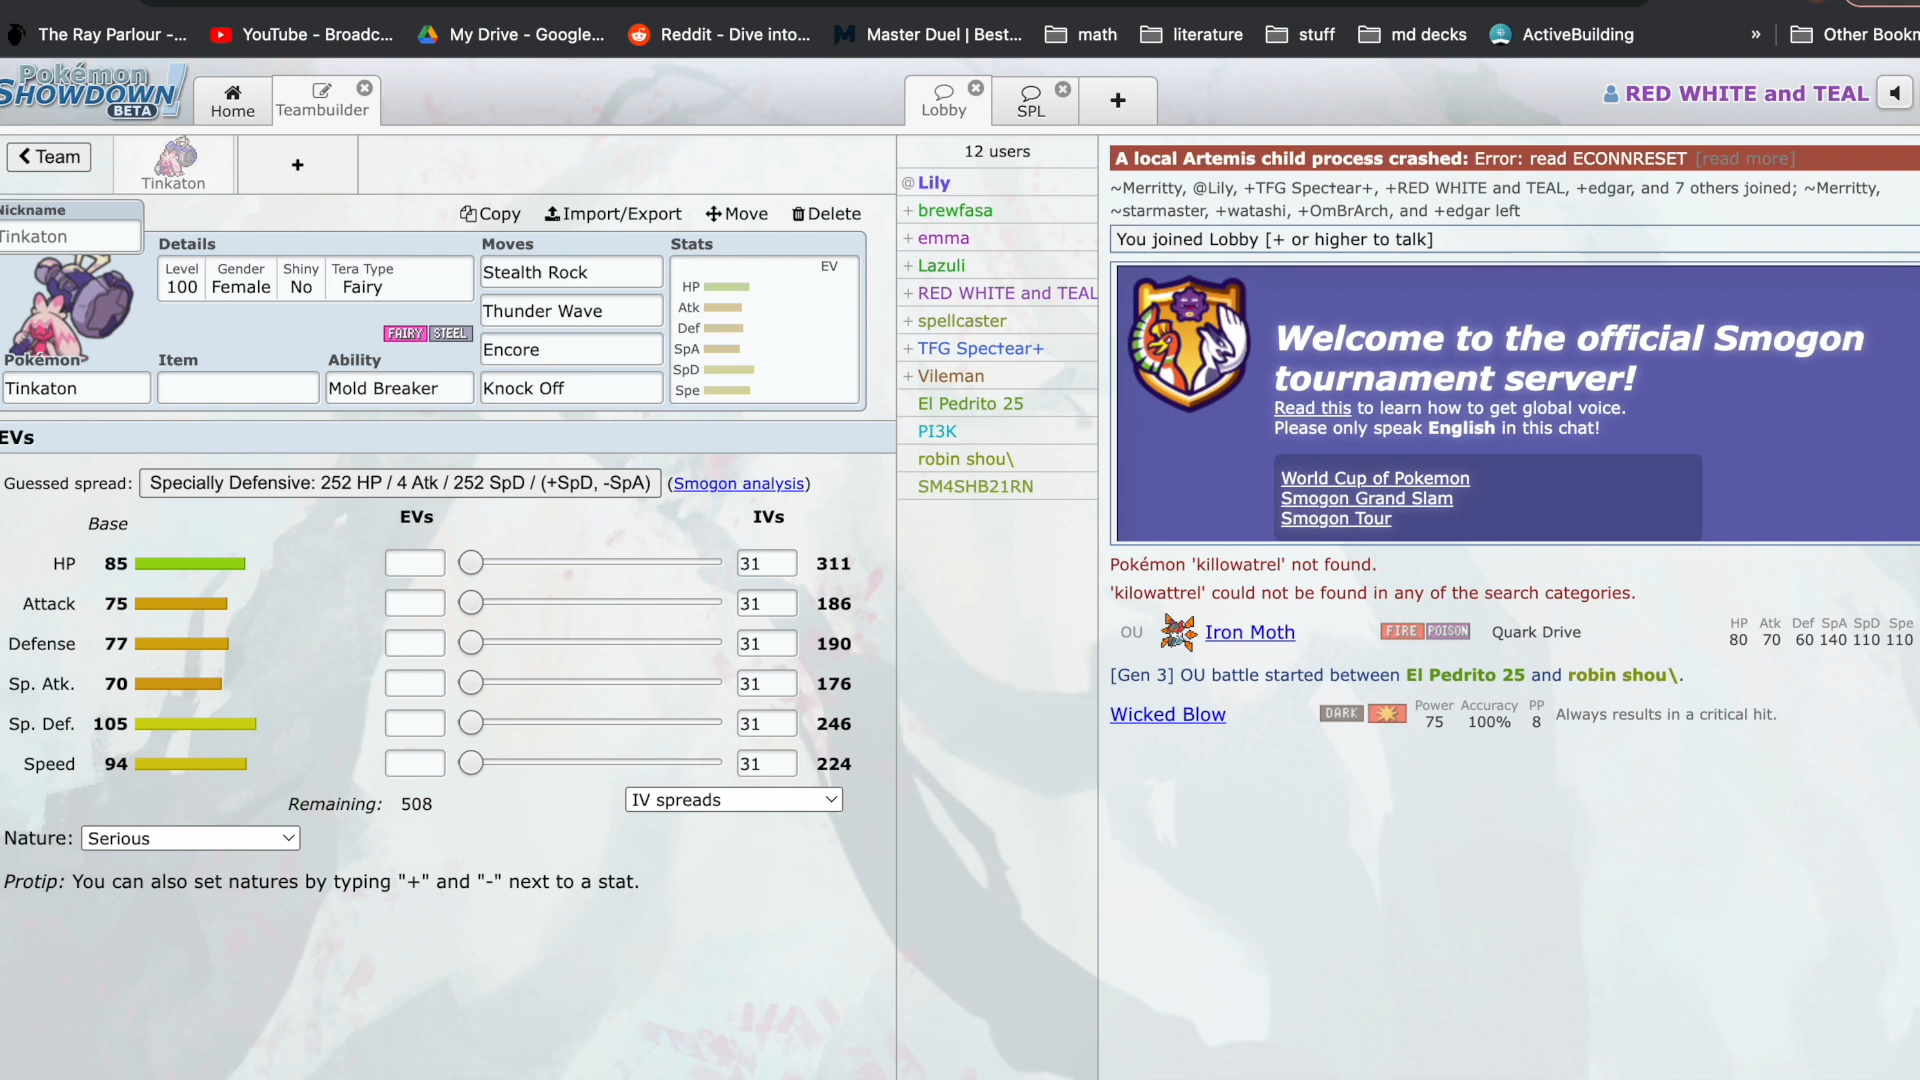 The Ray Parlour -...
YouTube - Broadc...
My Drive - Google...
Reddit - Dive into...
Master Duel | Best...
math
literature
stuff
md decks
ActiveBuilding
»
Other Bookm
Pokémon
SHOWDOWN!
BETA
Home
Teambuilder
Lobby
SPL
+
RED WHITE and TEAL
Team
Tinkaton
+
Nickname
Tinkaton
Copy
Import/Export
Move
Delete
Details
Level Gender Shiny Tera Type
100 Female No Fairy
FAIRY STEEL
Pokémon
Tinkaton
Item
Ability
Mold Breaker
Moves
Stealth Rock
Thunder Wave
Encore
Knock Off
Stats
EV
HP
Atk
Def
SpA
SpD
Spe
EVs
Guessed spread: Specially Defensive: 252 HP / 4 Atk / 252 SpD / (+SpD, -SpA) (Smogon analysis)
Base EVs IVs
HP 85 31 311
Attack 75 31 186
Defense 77 31 190
Sp. Atk. 70 31 176
Sp. Def. 105 31 246
Speed 94 31 224
Remaining: 508
IV spreads
Nature: Serious
Protip: You can also set natures by typing "+" and "-" next to a stat.
12 users
@Lily
+brewfasa
+emma
+Lazuli
+RED WHITE and TEAL
+spellcaster
+TFG Specтear+
+Vileman
El Pedrito 25
PI3K
robin shou\
SM4SHB21RN
A local Artemis child process crashed: Error: read ECONNRESET [read more]
~Merritty, @Lily, +TFG Specтear+, +RED WHITE and TEAL, +edgar, and 7 others joined; ~Merritty,
~starmaster, +watashi, +OmBrArch, and +edgar left
You joined Lobby [+ or higher to talk]
Welcome to the official Smogon
tournament server!
Read this to learn how to get global voice.
Please only speak English in this chat!
World Cup of Pokemon
Smogon Grand Slam
Smogon Tour
Pokémon 'killowatrel' not found.
'kilowattrel' could not be found in any of the search categories.
OU Iron Moth FIRE POISON Quark Drive
HP Atk Def SpA SpD Spe
80 70 60 140 110 110
[Gen 3] OU battle started between El Pedrito 25 and robin shou\.
Wicked Blow DARK
Power Accuracy PP
75 100% 8
Always results in a critical hit.